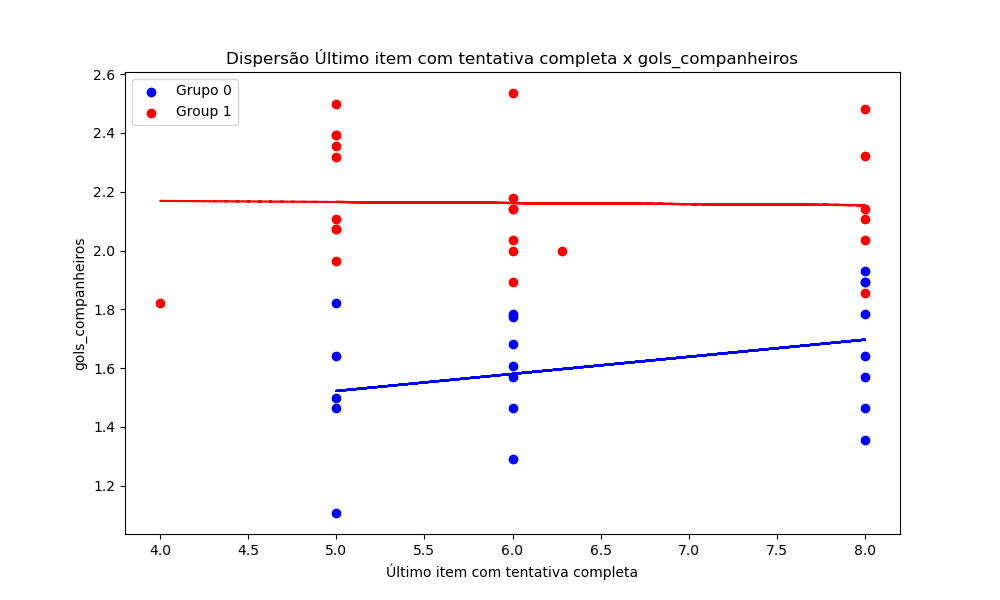 Dispersão Último item com tentativa completa x gols_companheiros
Grupo 0
Group 1
gols_companheiros
2.6
2.4
2.2
2.0
1.8
1.6
1.4
1.2
4.0 4.5 5.0 5.5 6.0 6.5 7.0 7.5 8.0
Último item com tentativa completa